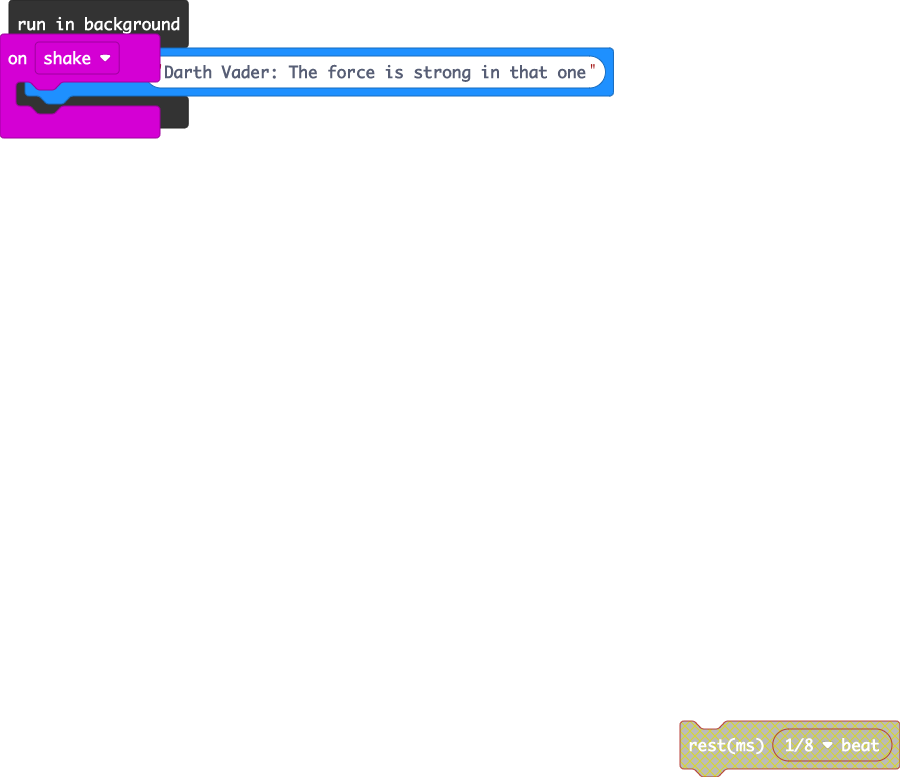 run in background
on shake
"Darth Vader: The force is strong in that one"
rest(ms) 1/8 beat